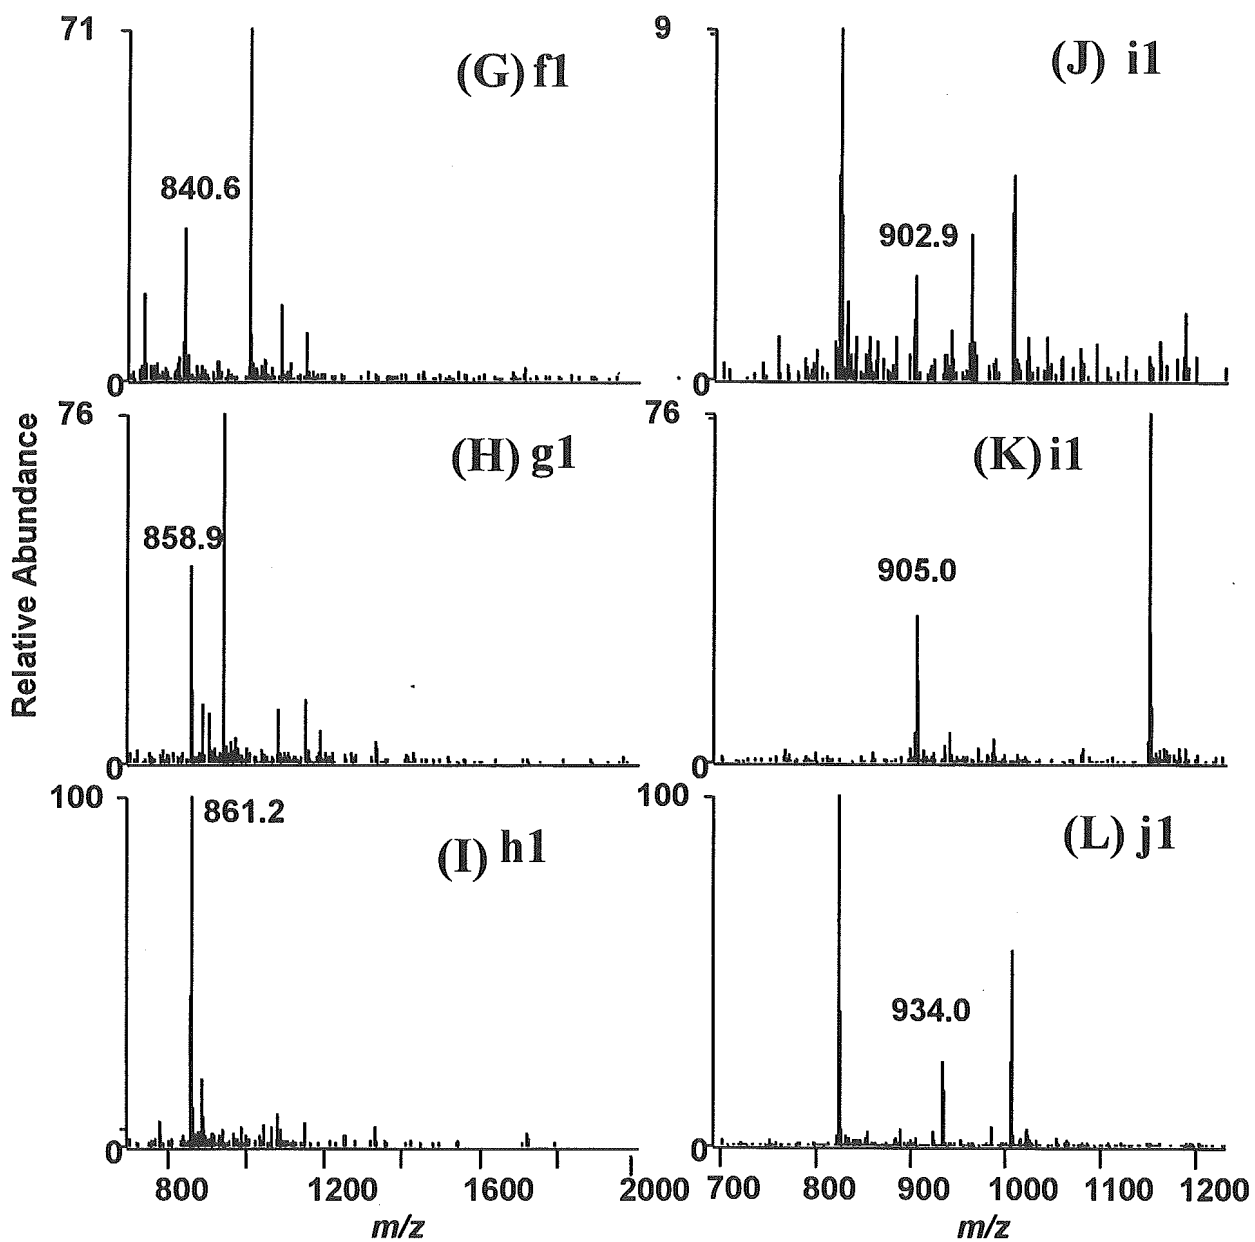 71
(G) f1
840.6
0
9
(J) i1
902.9
0
Relative Abundance
76
(H) g1
858.9
0
76
(K) i1
905.0
0
100
861.2
(I) h1
0
800 1200 1600 2000
m/z
100
(L) j1
934.0
0
700 800 900 1000 1100 1200
m/z